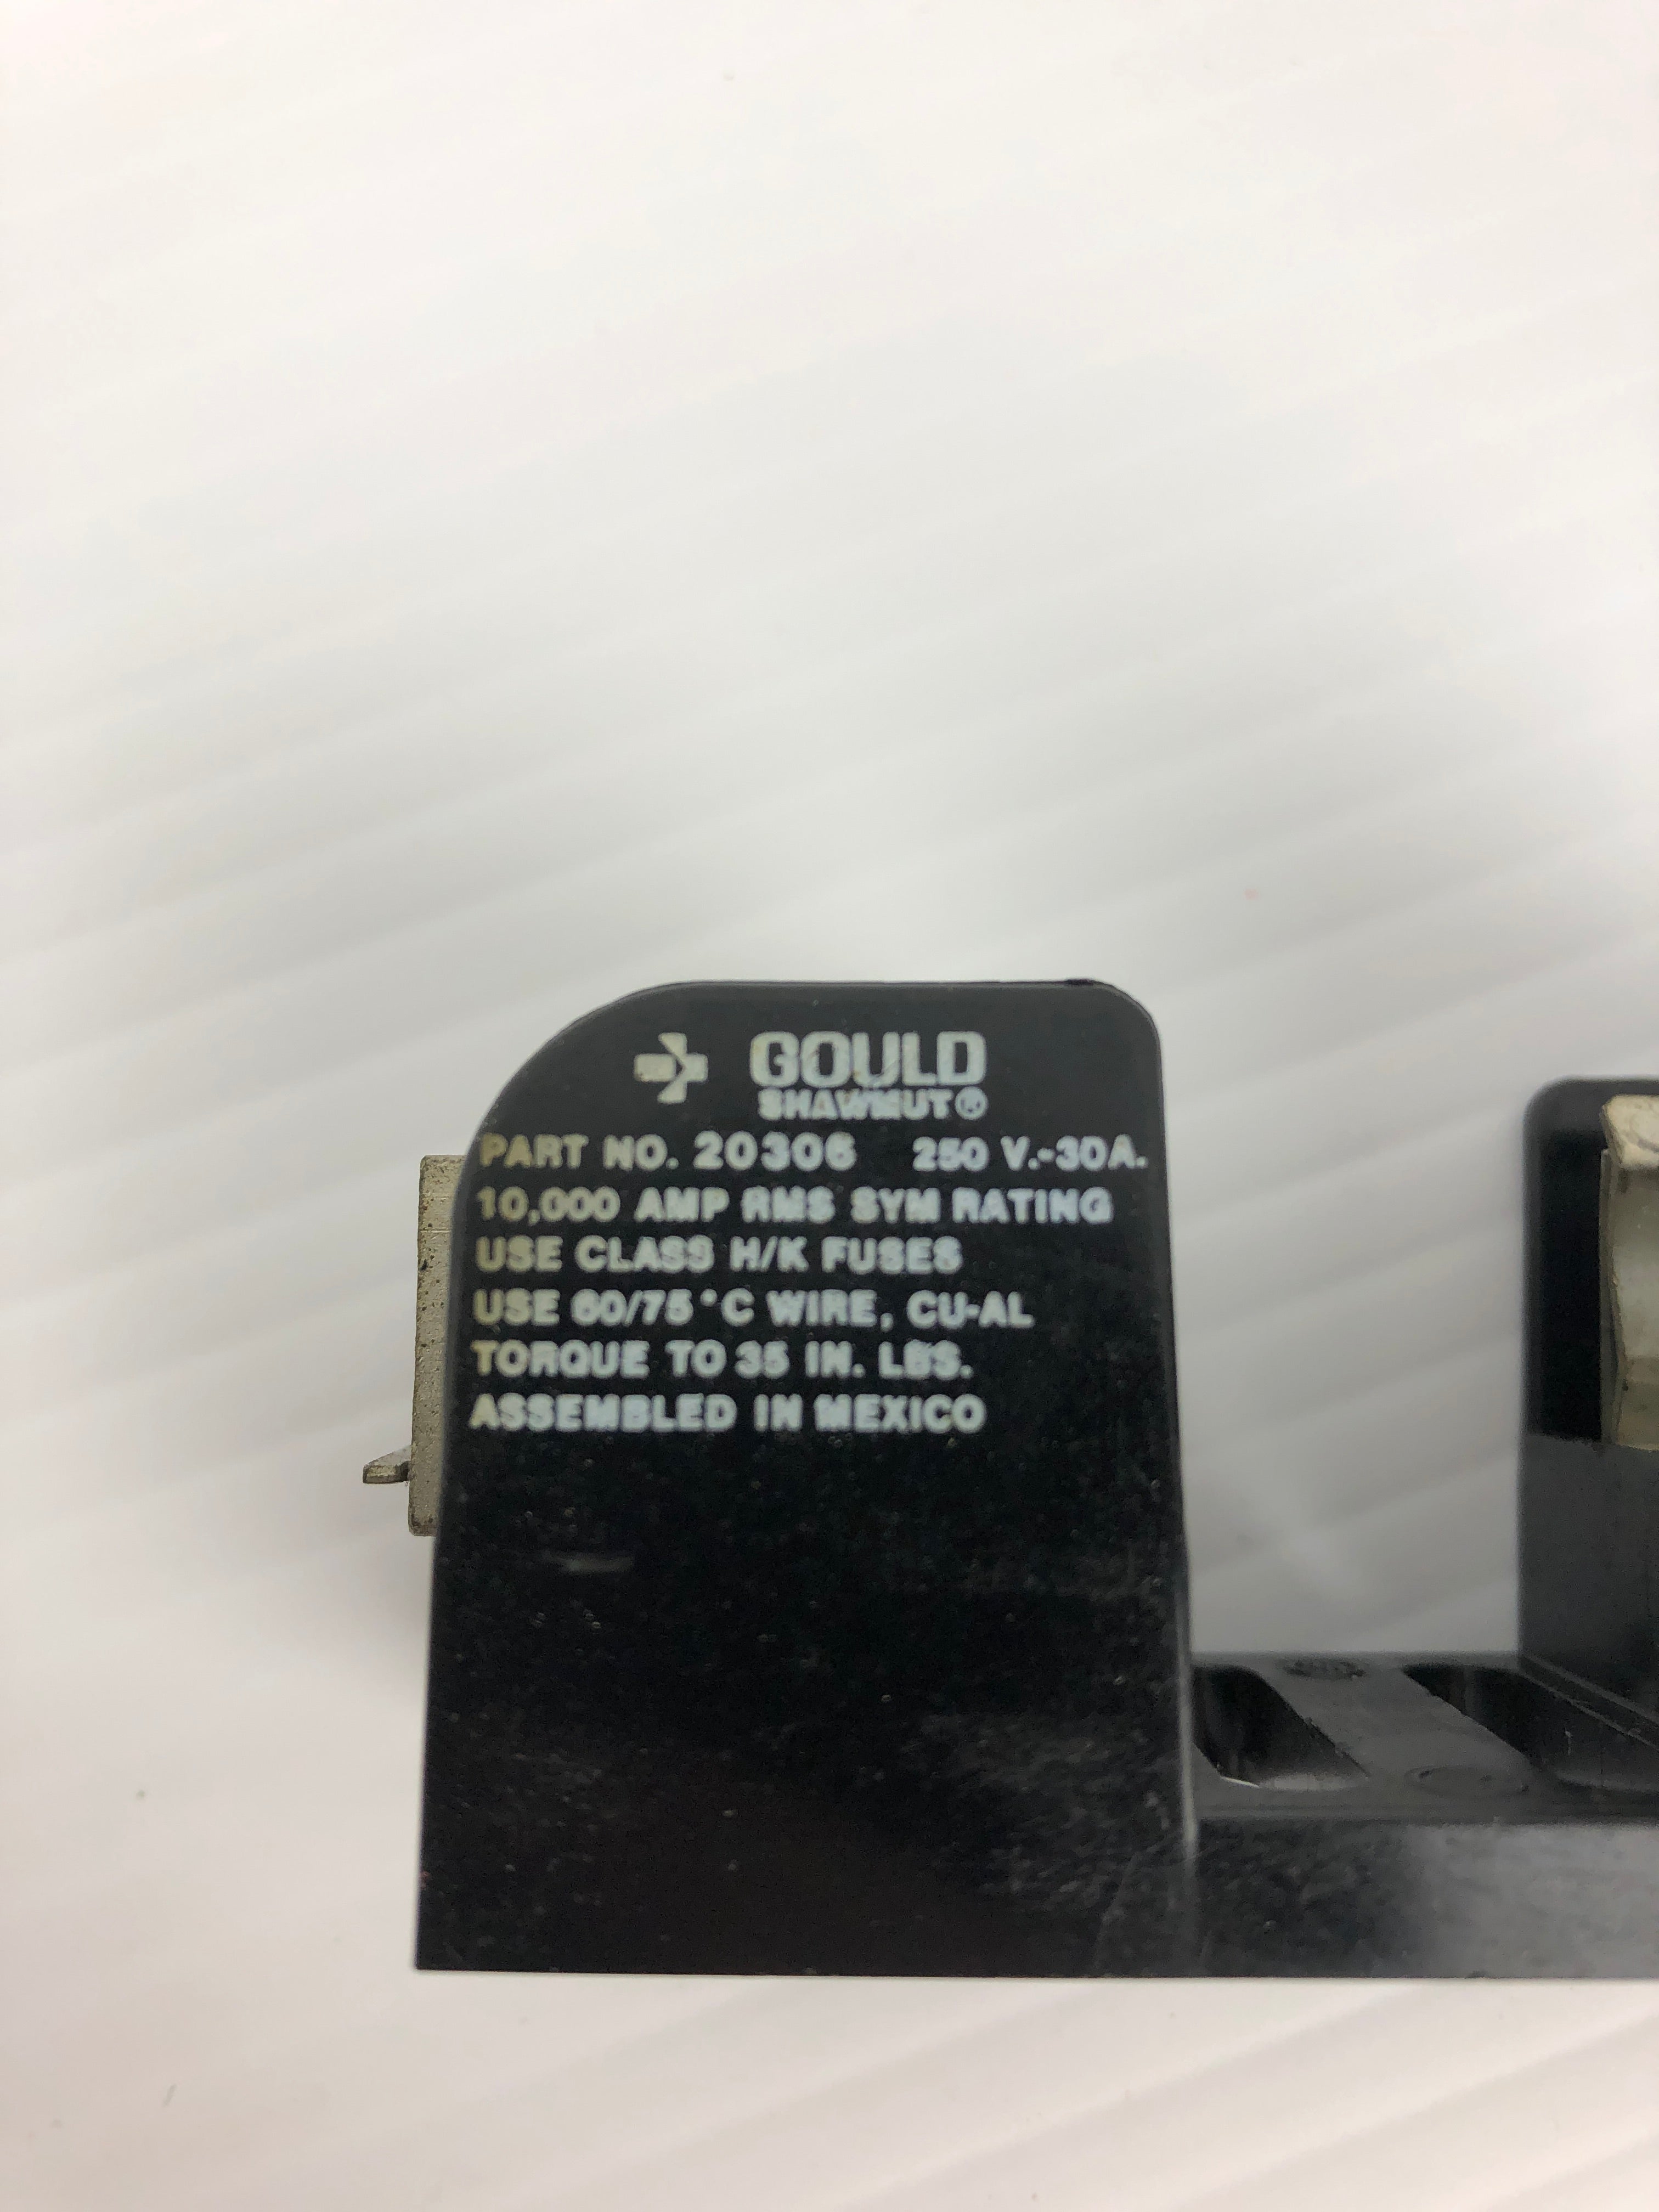 GOULD
SHAWMUT®
PART NO. 20306 250 V.-30A.
10,000 AMP RMS SYM RATING
USE CLASS H/K FUSES
USE 60/75°C WIRE, CU-AL
TORQUE TO 35 IN. LBS.
ASSEMBLED IN MEXICO